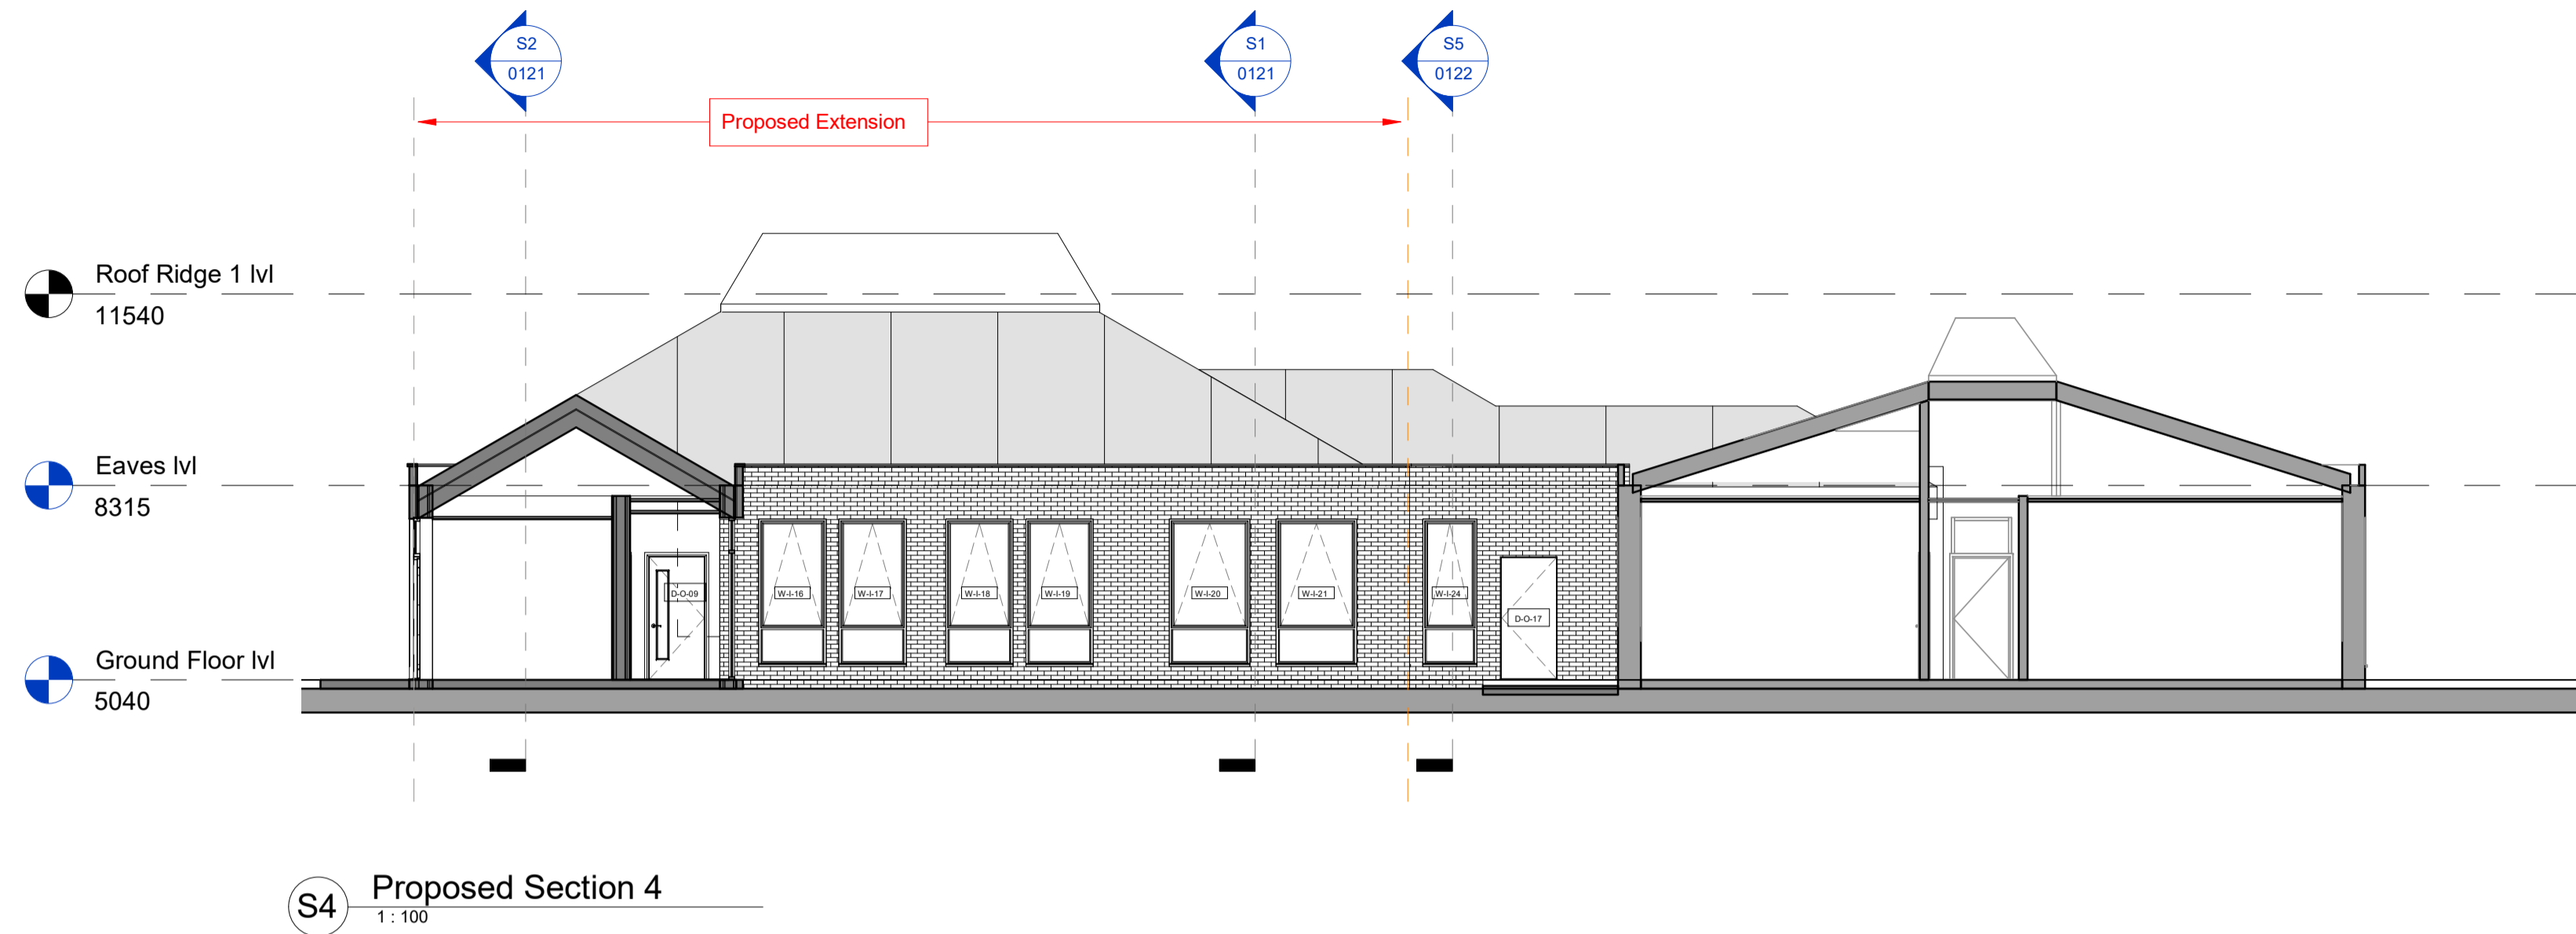 S2
0121
S1
0121
S5
0122
Proposed Extension
Roof Ridge 1 lvl
11540
Eaves lvl
8315
D-O-09
W-I-16
W-I-17
W-I-18
W-I-19
W-I-20
W-I-21
W-I-24
D-O-17
Ground Floor lvl
5040
S4
Proposed Section 4
1 : 100